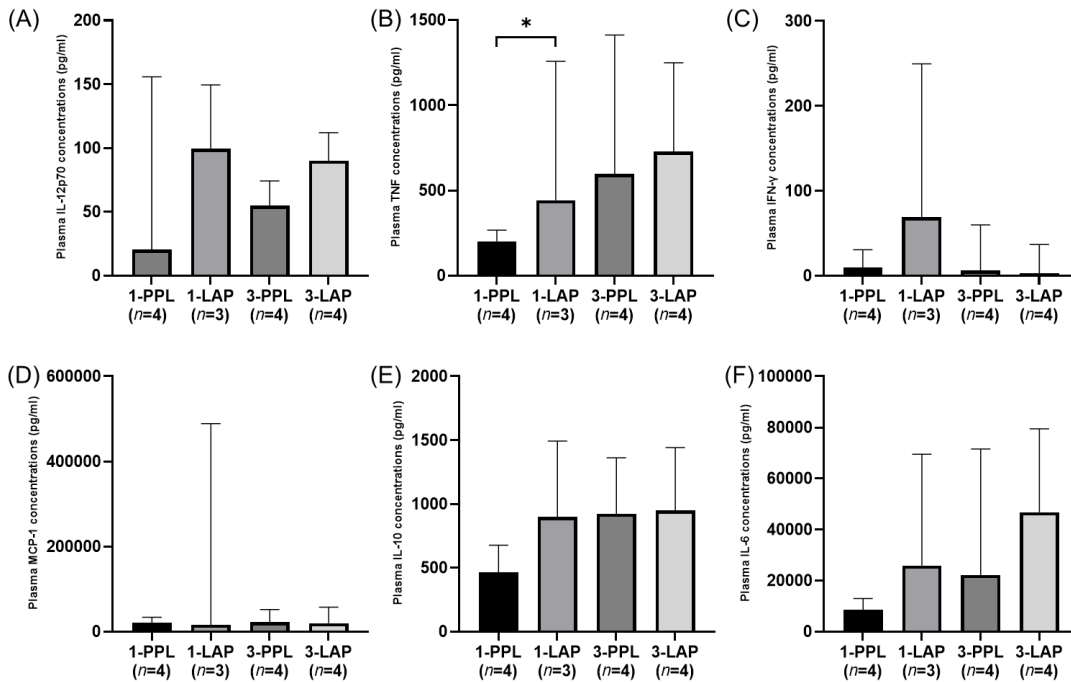 (A)
Plasma IL-12p70 concentrations (pg/ml)
200
150
100
50
0
1-PPL 1-LAP 3-PPL 3-LAP
(n=4) (n=3) (n=4) (n=4)
(B)
Plasma TNF concentrations (pg/ml)
1500
1000
500
0
*
1-PPL 1-LAP 3-PPL 3-LAP
(n=4) (n=3) (n=4) (n=4)
(C)
Plasma IFN-γ concentrations (pg/ml)
300
200
100
0
1-PPL 1-LAP 3-PPL 3-LAP
(n=4) (n=3) (n=4) (n=4)
(D)
Plasma MCP-1 concentrations (pg/ml)
600000
400000
200000
0
1-PPL 1-LAP 3-PPL 3-LAP
(n=4) (n=3) (n=4) (n=4)
(E)
Plasma IL-10 concentrations (pg/ml)
2000
1500
1000
500
0
1-PPL 1-LAP 3-PPL 3-LAP
(n=4) (n=3) (n=4) (n=4)
(F)
Plasma IL-6 concentrations (pg/ml)
100000
80000
60000
40000
20000
0
1-PPL 1-LAP 3-PPL 3-LAP
(n=4) (n=3) (n=4) (n=4)